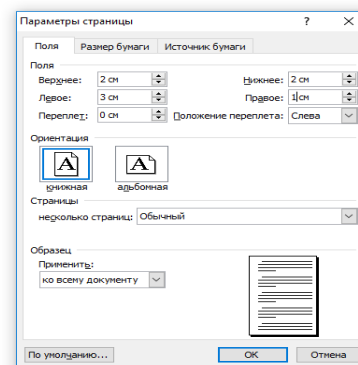 Параметры страницы ? ×
Поля Размер бумаги Источник бумаги
Поля
Верхнее: 2 см Нижнее: 2 см
Левое: 3 см Правое: 1см
Переплет: 0 см Положение переплета: Слева
Ориентация
A A
книжная альбомная
Страницы
несколько страниц: Обычный
Образец
Применить:
ко всему документу
По умолчанию... ОК Отмена